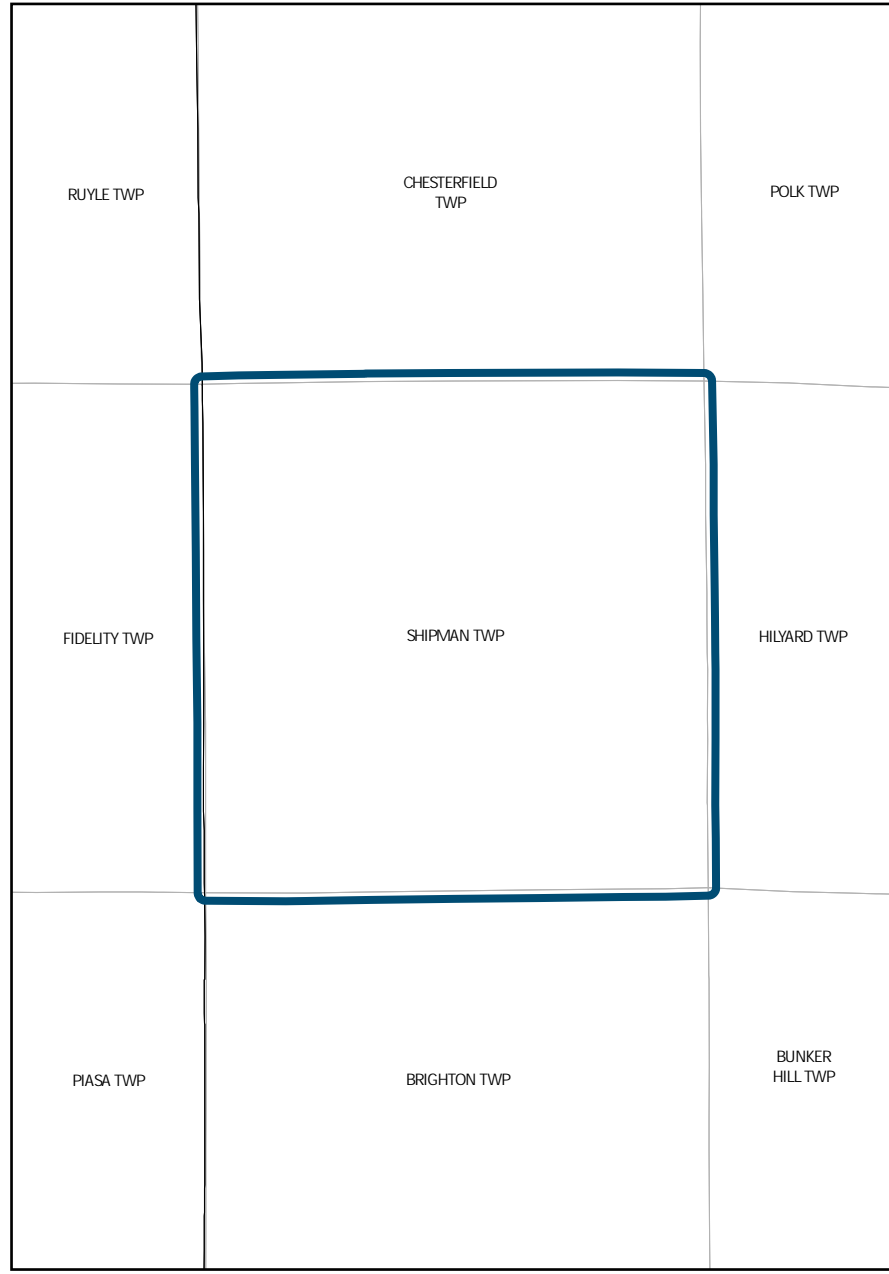 RUYLE TWP
CHESTERFIELD
TWP
POLK TWP
FIDELITY TWP
SHIPMAN TWP
HILYARD TWP
PIASA TWP
BRIGHTON TWP
BUNKER
HILL TWP